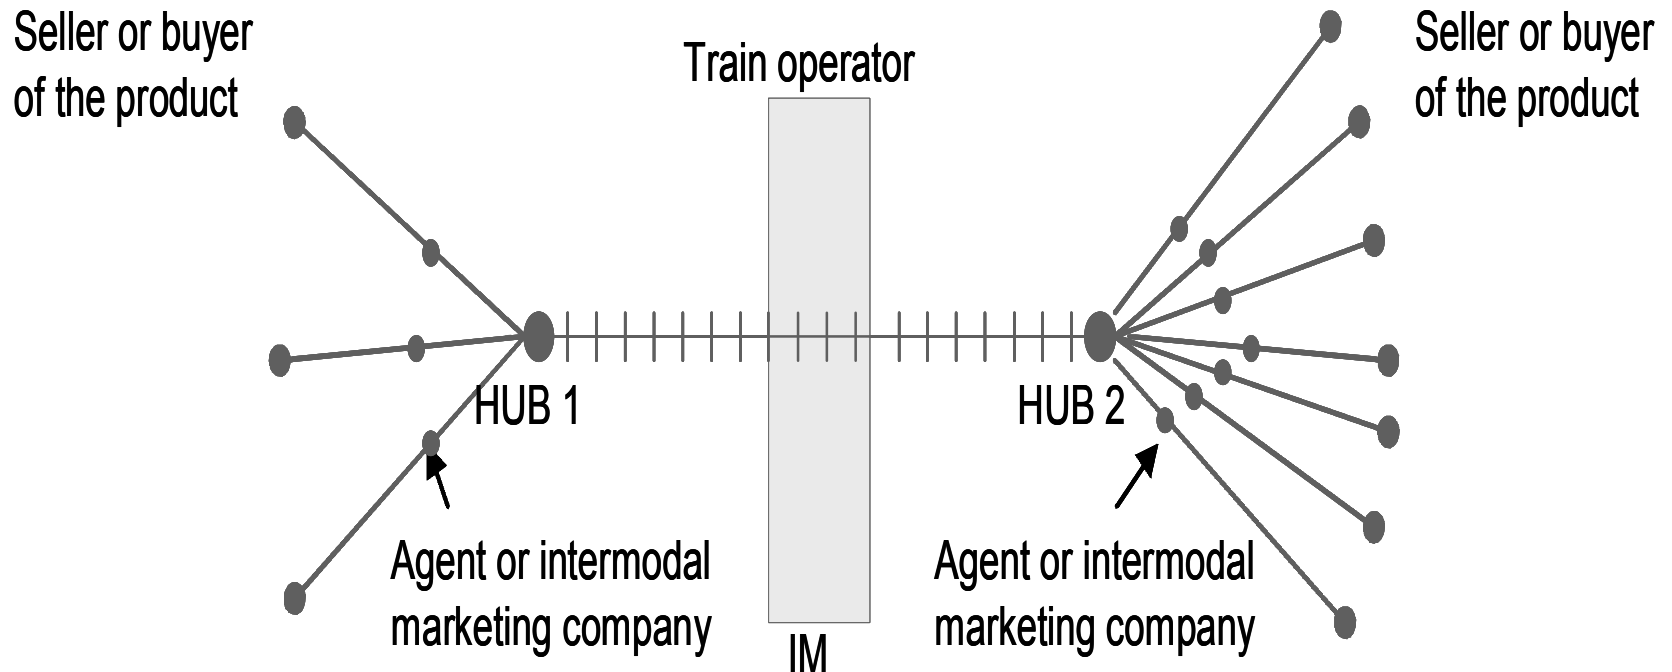 Seller or buyer
of the product
Train operator
Seller or buyer
of the product
HUB 1
HUB 2
Agent or intermodal
marketing company
Agent or intermodal
marketing company
IM